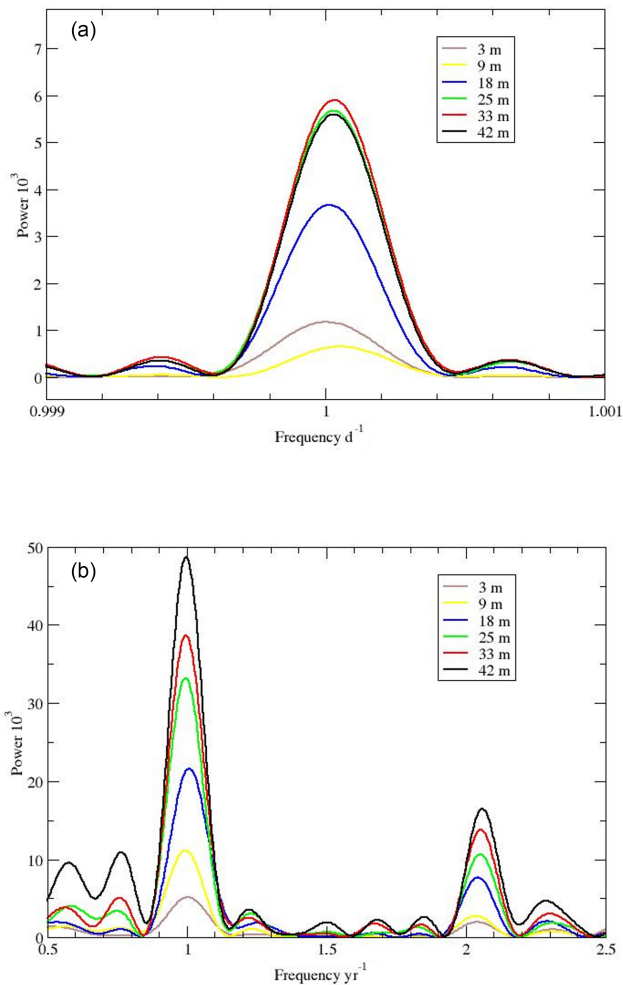 (a)
3 m
9 m
18 m
25 m
33 m
42 m
7
6
5
4
3
2
1
0
Power 10³
0.999
1
1.001
Frequency d⁻¹
(b)
3 m
9 m
18 m
25 m
33 m
42 m
50
40
30
20
10
0
Power 10³
0.5
1
1.5
2
2.5
Frequency yr⁻¹